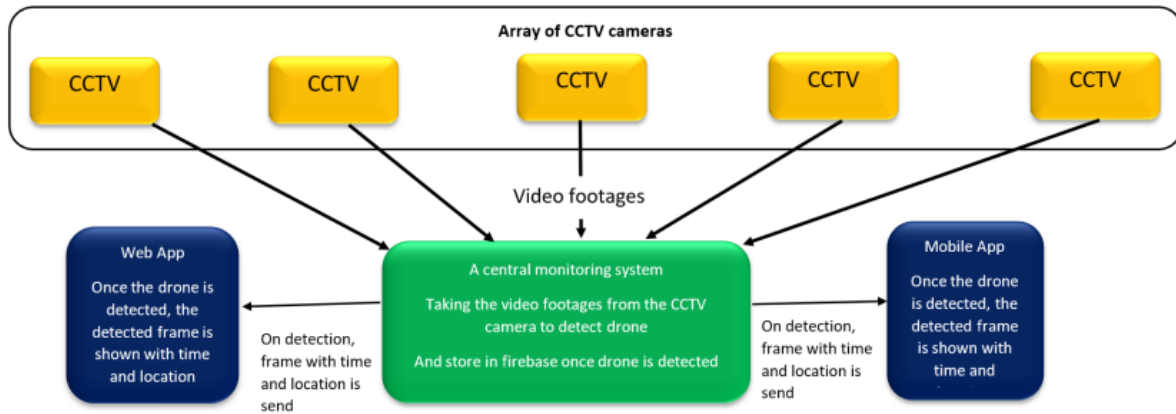 Array of CCTV cameras
CCTV
CCTV
CCTV
CCTV
CCTV
Video footages
Web App
Once the drone is
detected, the
detected frame is
shown with time
and location
On detection,
frame with time
and location is
send
A central monitoring system
Taking the video footages from the CCTV
camera to detect drone
And store in firebase once drone is detected
On detection,
frame with time
and location is
send
Mobile App
Once the drone
is detected, the
detected frame
is shown with
time and